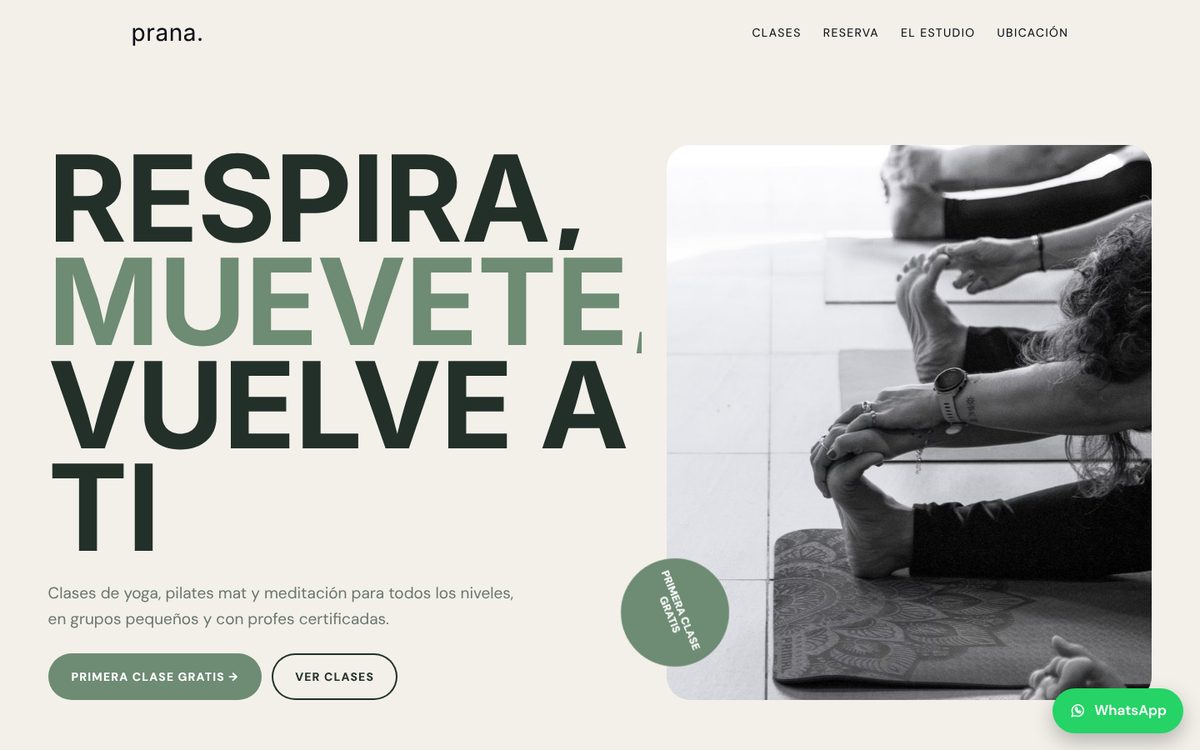 prana.
CLASES
RESERVA
EL ESTUDIO
UBICACIÓN
RESPIRA,
MUEVETE,
VUELVE A
TI
Clases de yoga, pilates mat y meditación para todos los niveles,
en grupos pequeños y con profes certificadas.
PRIMERA CLASE GRATIS →
VER CLASES
PRIMERA CLASE
GRATIS
WhatsApp